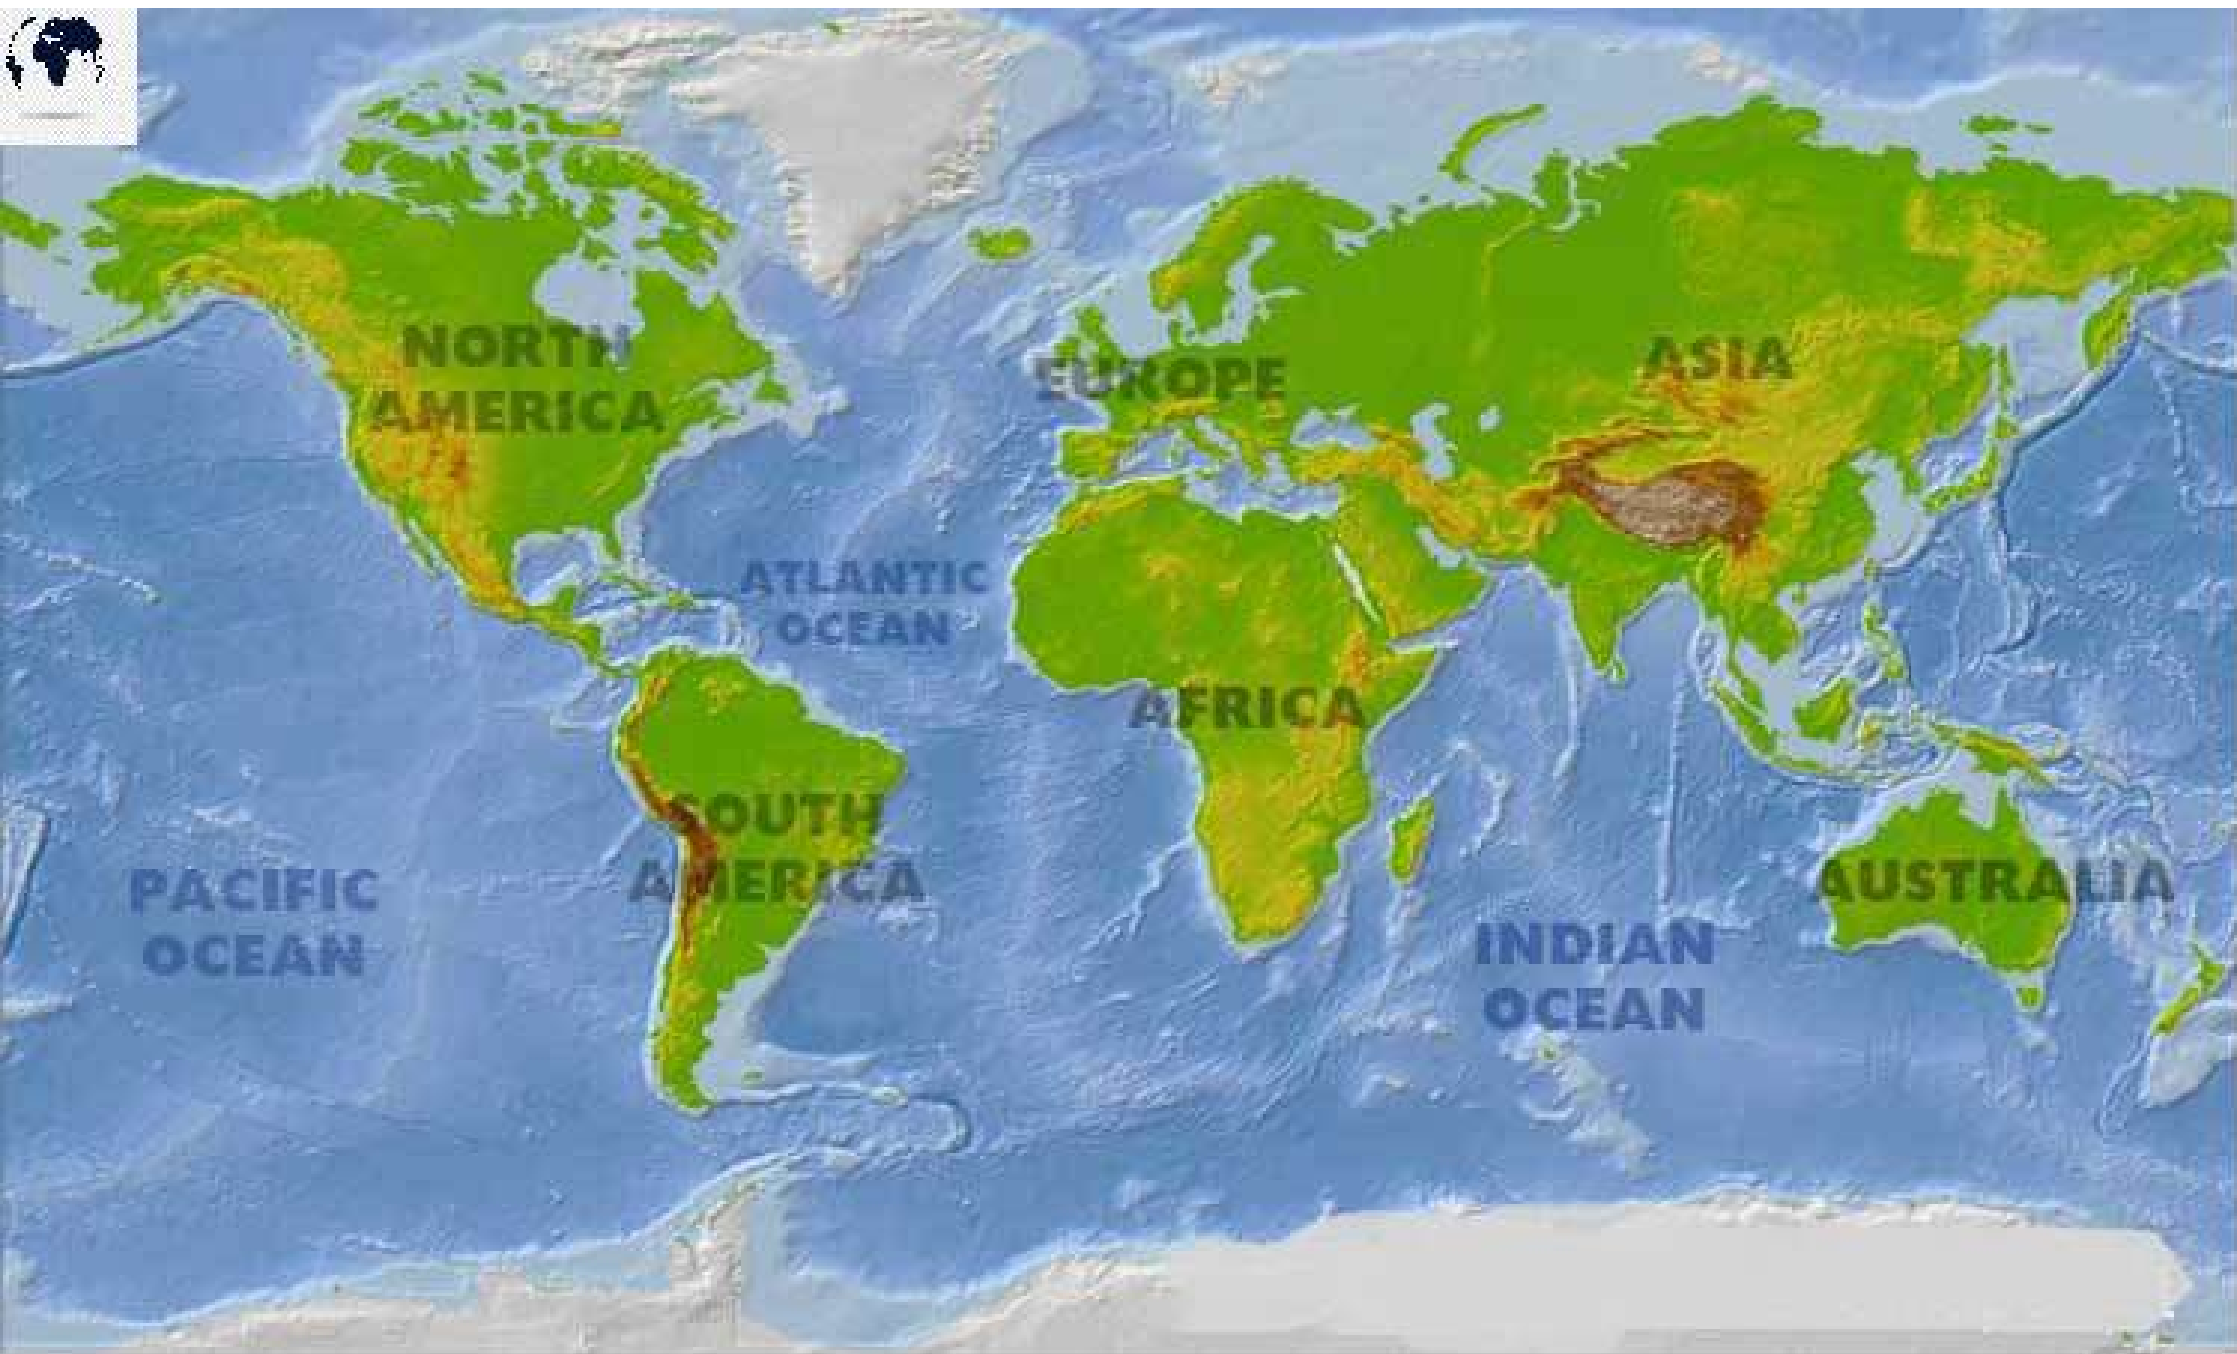 NORTH
AMERICA
EUROPE
ASIA
ATLANTIC
OCEAN
AFRICA
SOUTH
AMERICA
PACIFIC
OCEAN
AUSTRALIA
INDIAN
OCEAN